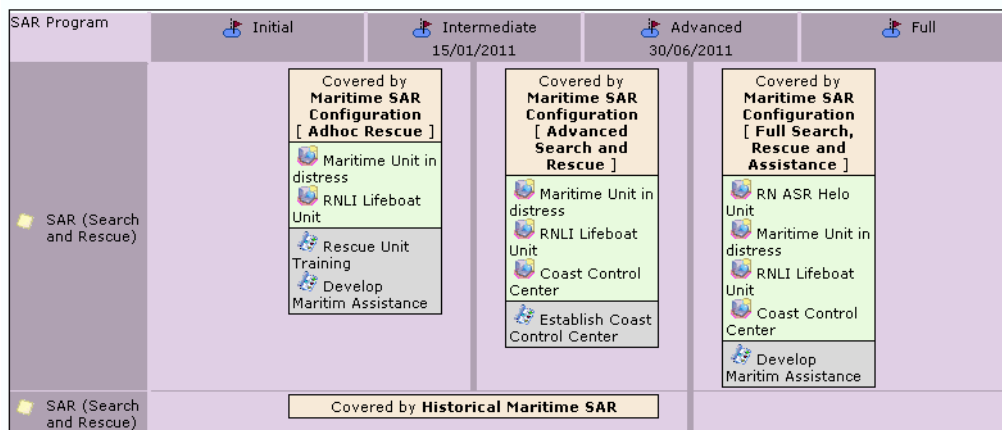 SAR Program
Initial
Intermediate
15/01/2011
Advanced
30/06/2011
Full
SAR (Search
and Rescue)
Covered by
Maritime SAR
Configuration
[ Adhoc Rescue ]
Maritime Unit in
distress
RNLI Lifeboat
Unit
Rescue Unit
Training
Develop
Maritim Assistance
Covered by
Maritime SAR
Configuration
[ Advanced
Search and
Rescue ]
Maritime Unit in
distress
RNLI Lifeboat
Unit
Coast Control
Center
Establish Coast
Control Center
Covered by
Maritime SAR
Configuration
[ Full Search,
Rescue and
Assistance ]
RN ASR Helo
Unit
Maritime Unit in
distress
RNLI Lifeboat
Unit
Coast Control
Center
Develop
Maritim Assistance
SAR (Search
and Rescue)
Covered by Historical Maritime SAR